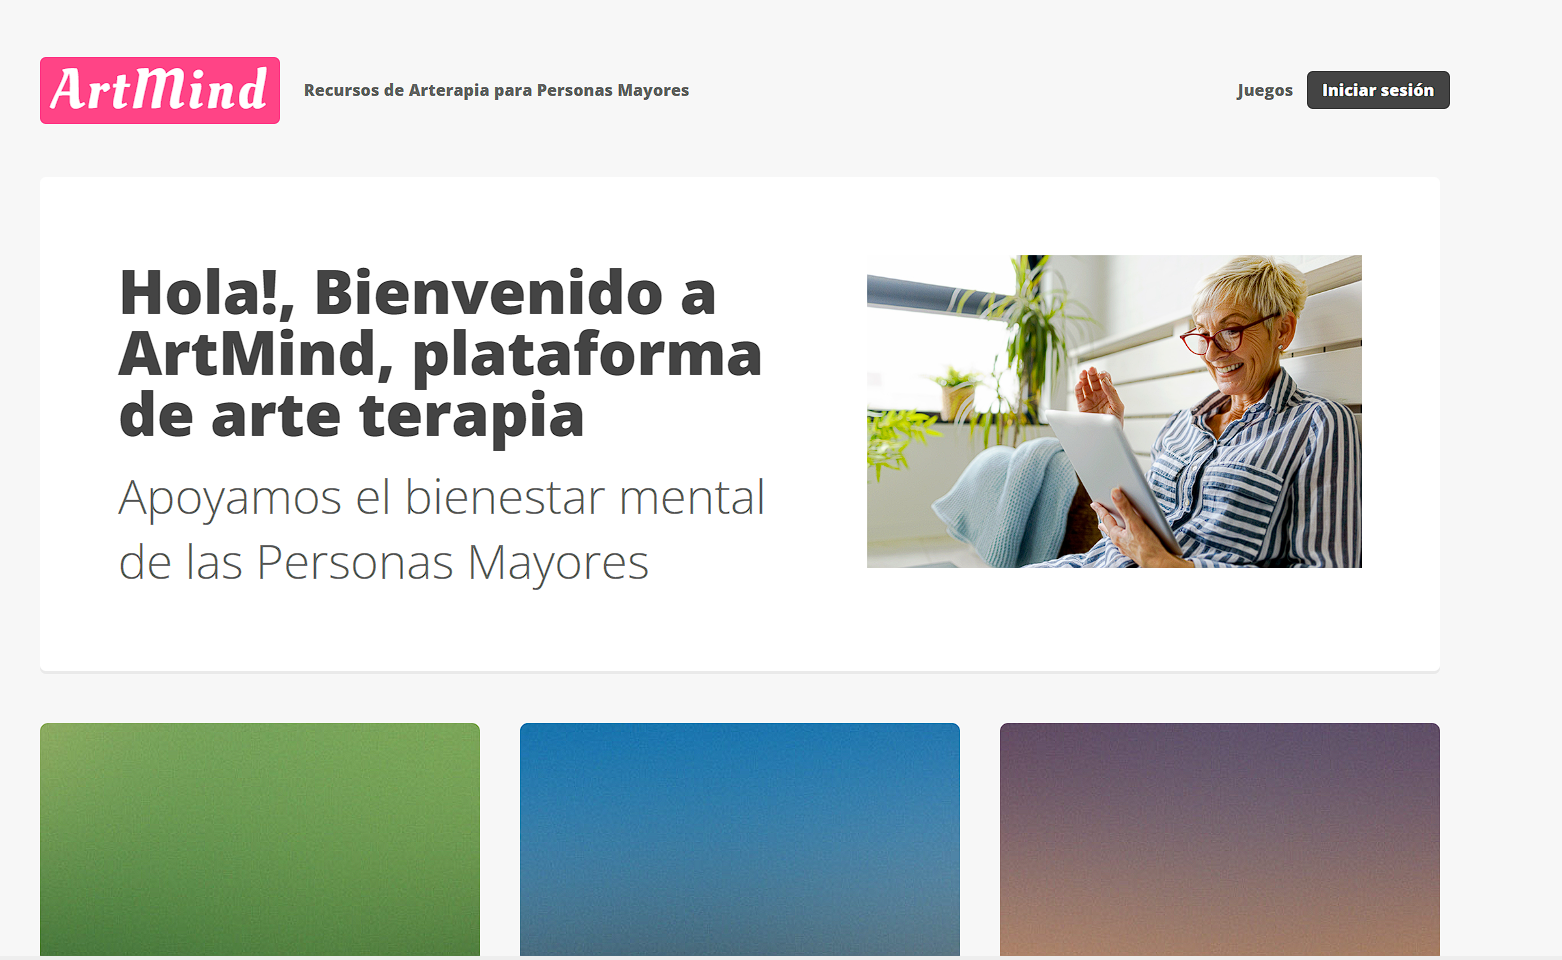 ArtMind
Recursos de Arterapia para Personas Mayores
Juegos
Iniciar sesión
Hola!, Bienvenido a
ArtMind, plataforma
de arte terapia
Apoyamos el bienestar mental
de las Personas Mayores